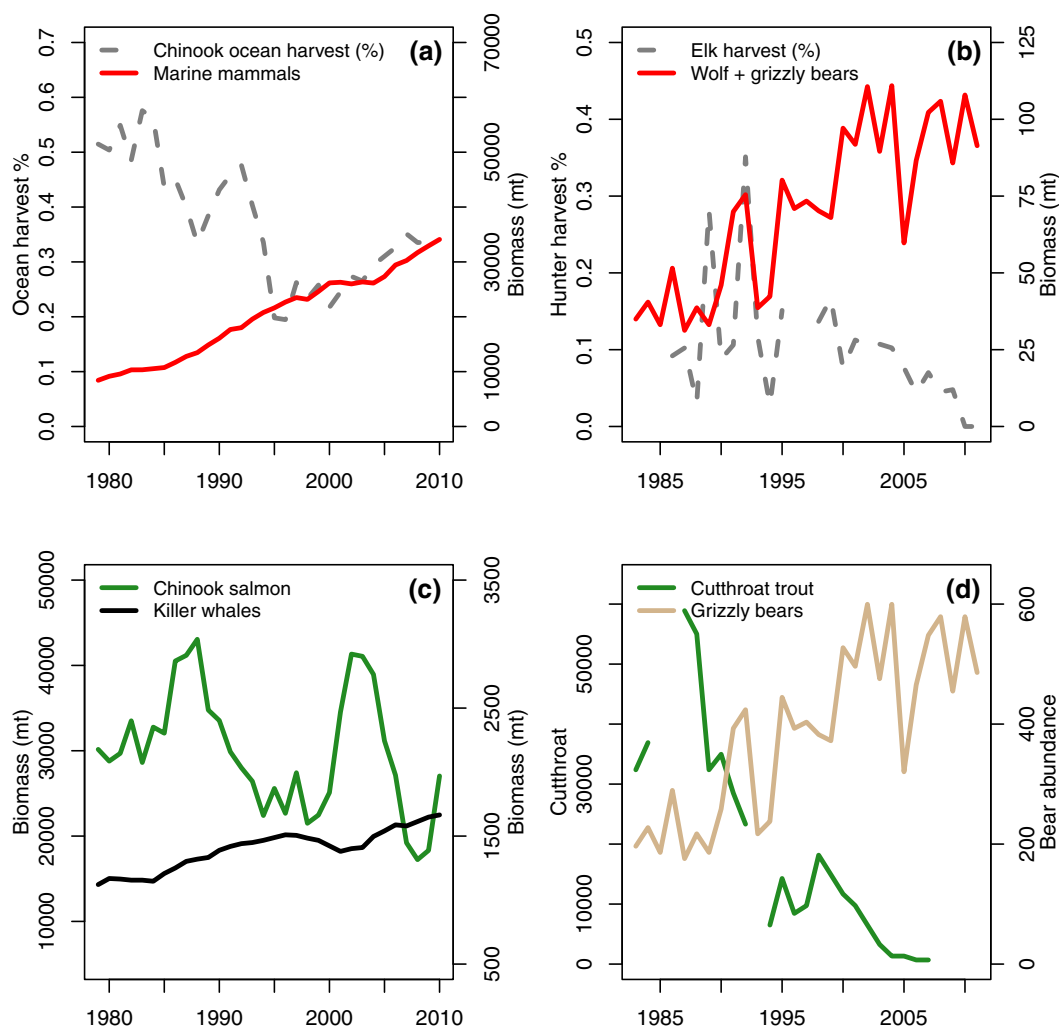 Chinook ocean harvest (%)
Marine mammals
(a)
Ocean harvest %
0.0 0.1 0.2 0.3 0.4 0.5 0.6 0.7
Biomass (mt)
0 10000 30000 50000 70000
1980 1990 2000 2010
Elk harvest (%)
Wolf + grizzly bears
(b)
Hunter harvest %
0.0 0.1 0.2 0.3 0.4 0.5
Biomass (mt)
0 25 50 75 100 125
1985 1995 2005
Chinook salmon
Killer whales
(c)
Biomass (mt)
10000 20000 30000 40000 50000
Biomass (mt)
500 1500 2500 3500
1980 1990 2000 2010
Cutthroat trout
Grizzly bears
(d)
Cutthroat
0 10000 30000 50000
Bear abundance
0 200 400 600
1985 1995 2005